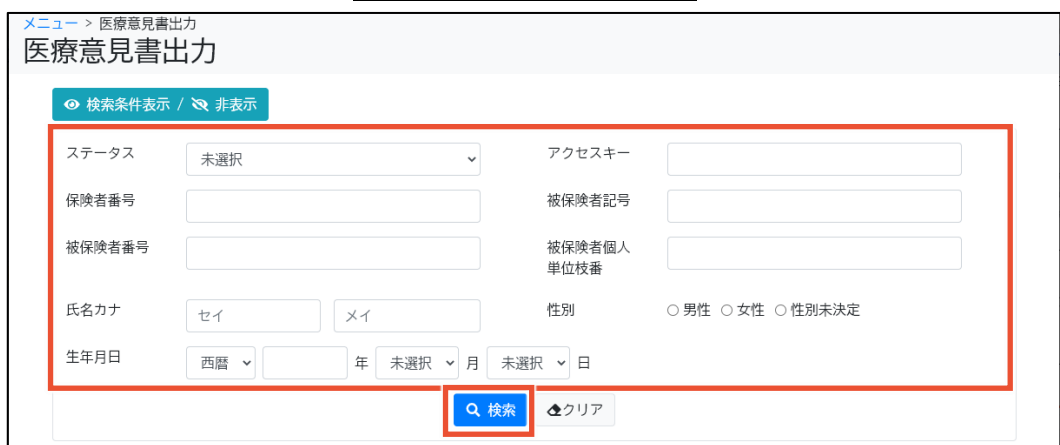 メニュー > 医療意見書出力
医療意見書出力
検索条件表示 / 非表示
ステータス 未選択 アクセスキー
保険者番号 被保険者記号
被保険者番号 被保険者個人
単位枝番
氏名カナ セイ メイ 性別 男性 女性 性別未決定
生年月日 西暦 年 未選択 月 未選択 日
検索 クリア